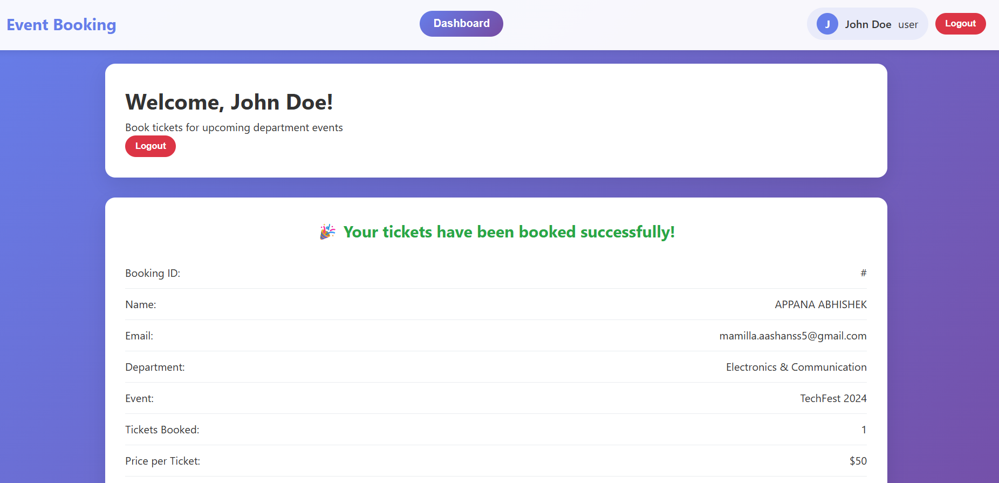 Event Booking
Dashboard
J John Doe user
Logout
Welcome, John Doe!
Book tickets for upcoming department events
Logout
🎉 Your tickets have been booked successfully!
Booking ID: #
Name: APPANA ABHISHEK
Email: mamilla.aashanss5@gmail.com
Department: Electronics & Communication
Event: TechFest 2024
Tickets Booked: 1
Price per Ticket: $50